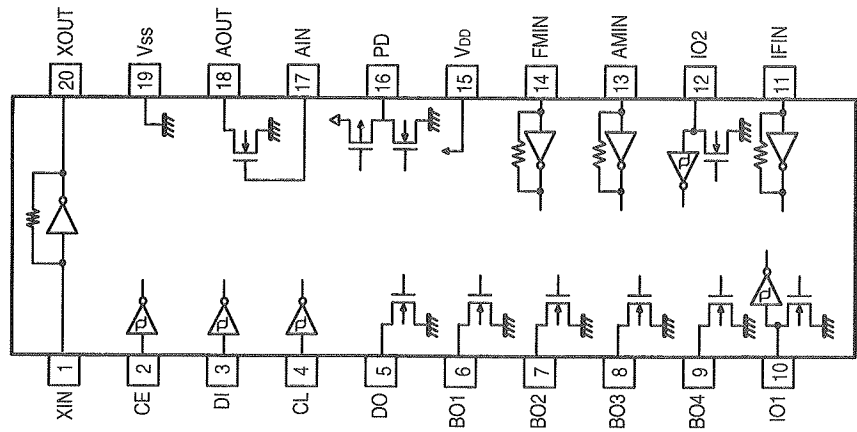 XOUT
VSS
AOUT
AIN
PD
VDD
FMIN
AMIN
IO2
IFIN
20
19
18
17
16
15
14
13
12
11
1
2
3
4
5
6
7
8
9
10
XIN
CE
DI
CL
DO
BO1
BO2
BO3
BO4
IO1